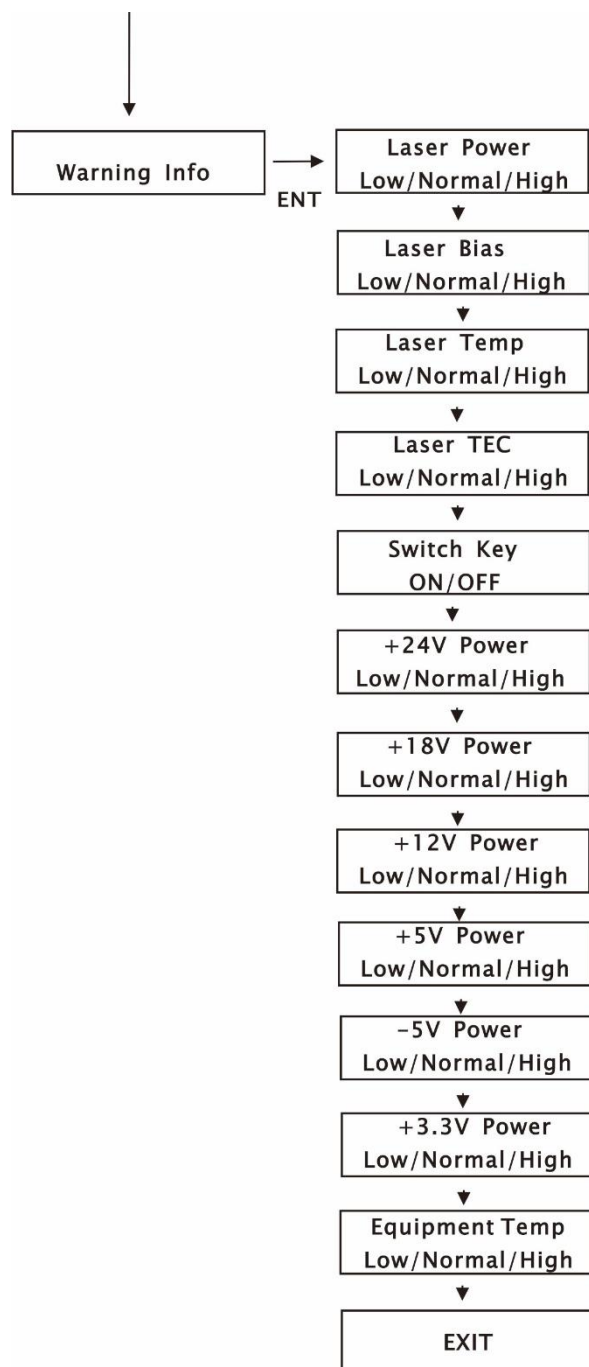 Warning Info
ENT
Laser Power
Low/Normal/High
Laser Bias
Low/Normal/High
Laser Temp
Low/Normal/High
Laser TEC
Low/Normal/High
Switch Key
ON/OFF
+24V Power
Low/Normal/High
+18V Power
Low/Normal/High
+12V Power
Low/Normal/High
+5V Power
Low/Normal/High
-5V Power
Low/Normal/High
+3.3V Power
Low/Normal/High
Equipment Temp
Low/Normal/High
EXIT